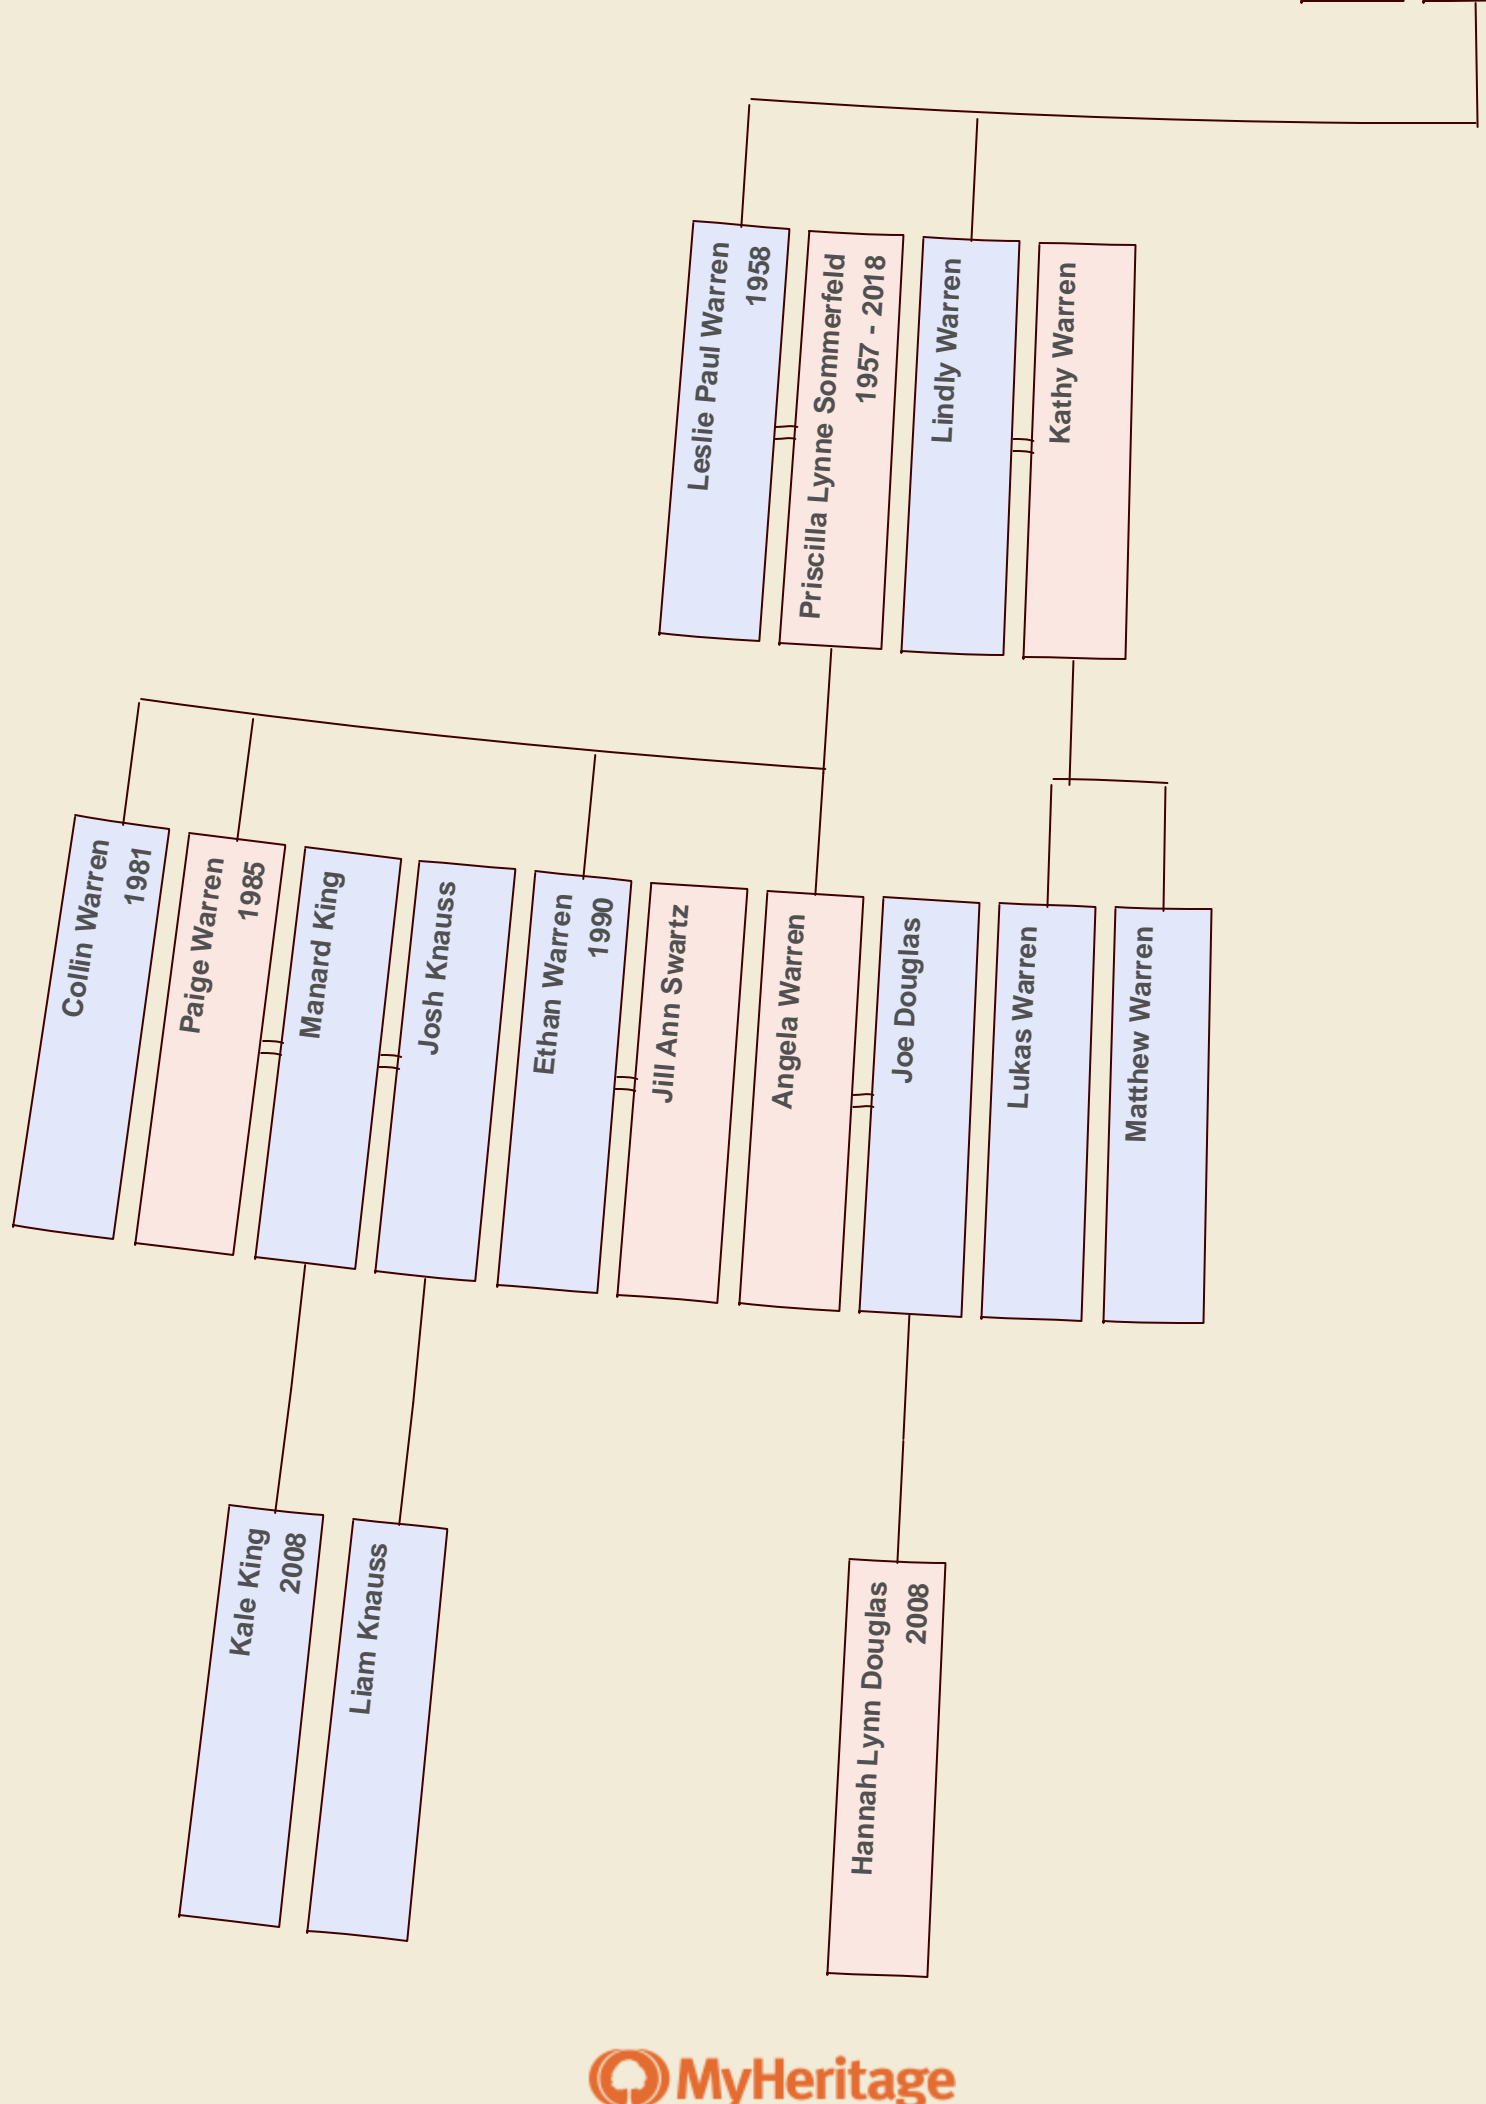 Leslie Paul Warren
1958
Priscilla Lynne Sommerfeld
1957 - 2018
Lindly Warren
Kathy Warren
Collin Warren
1981
Paige Warren
1985
Manard King
Josh Knauss
Ethan Warren
1990
Jill Ann Swartz
Angela Warren
Joe Douglas
Lukas Warren
Matthew Warren
Kale King
2008
Liam Knauss
Hannah Lynn Douglas
2008
MyHeritage